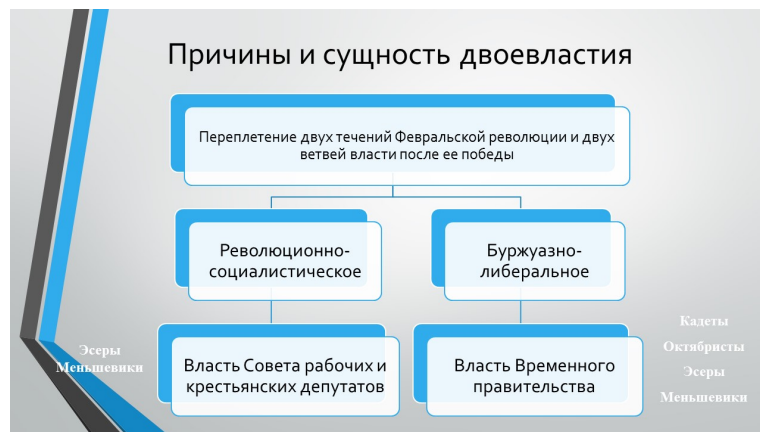 Причины и сущность двоевластия
Переплетение двух течений Февральской революции и двух
ветвей власти после ее победы
Революционно-
социалистическое
Буржуазно-
либеральное
Эсеры
Меньшевики
Власть Совета рабочих и
крестьянских депутатов
Власть Временного
правительства
Кадеты
Октябристы
Эсеры
Меньшевики